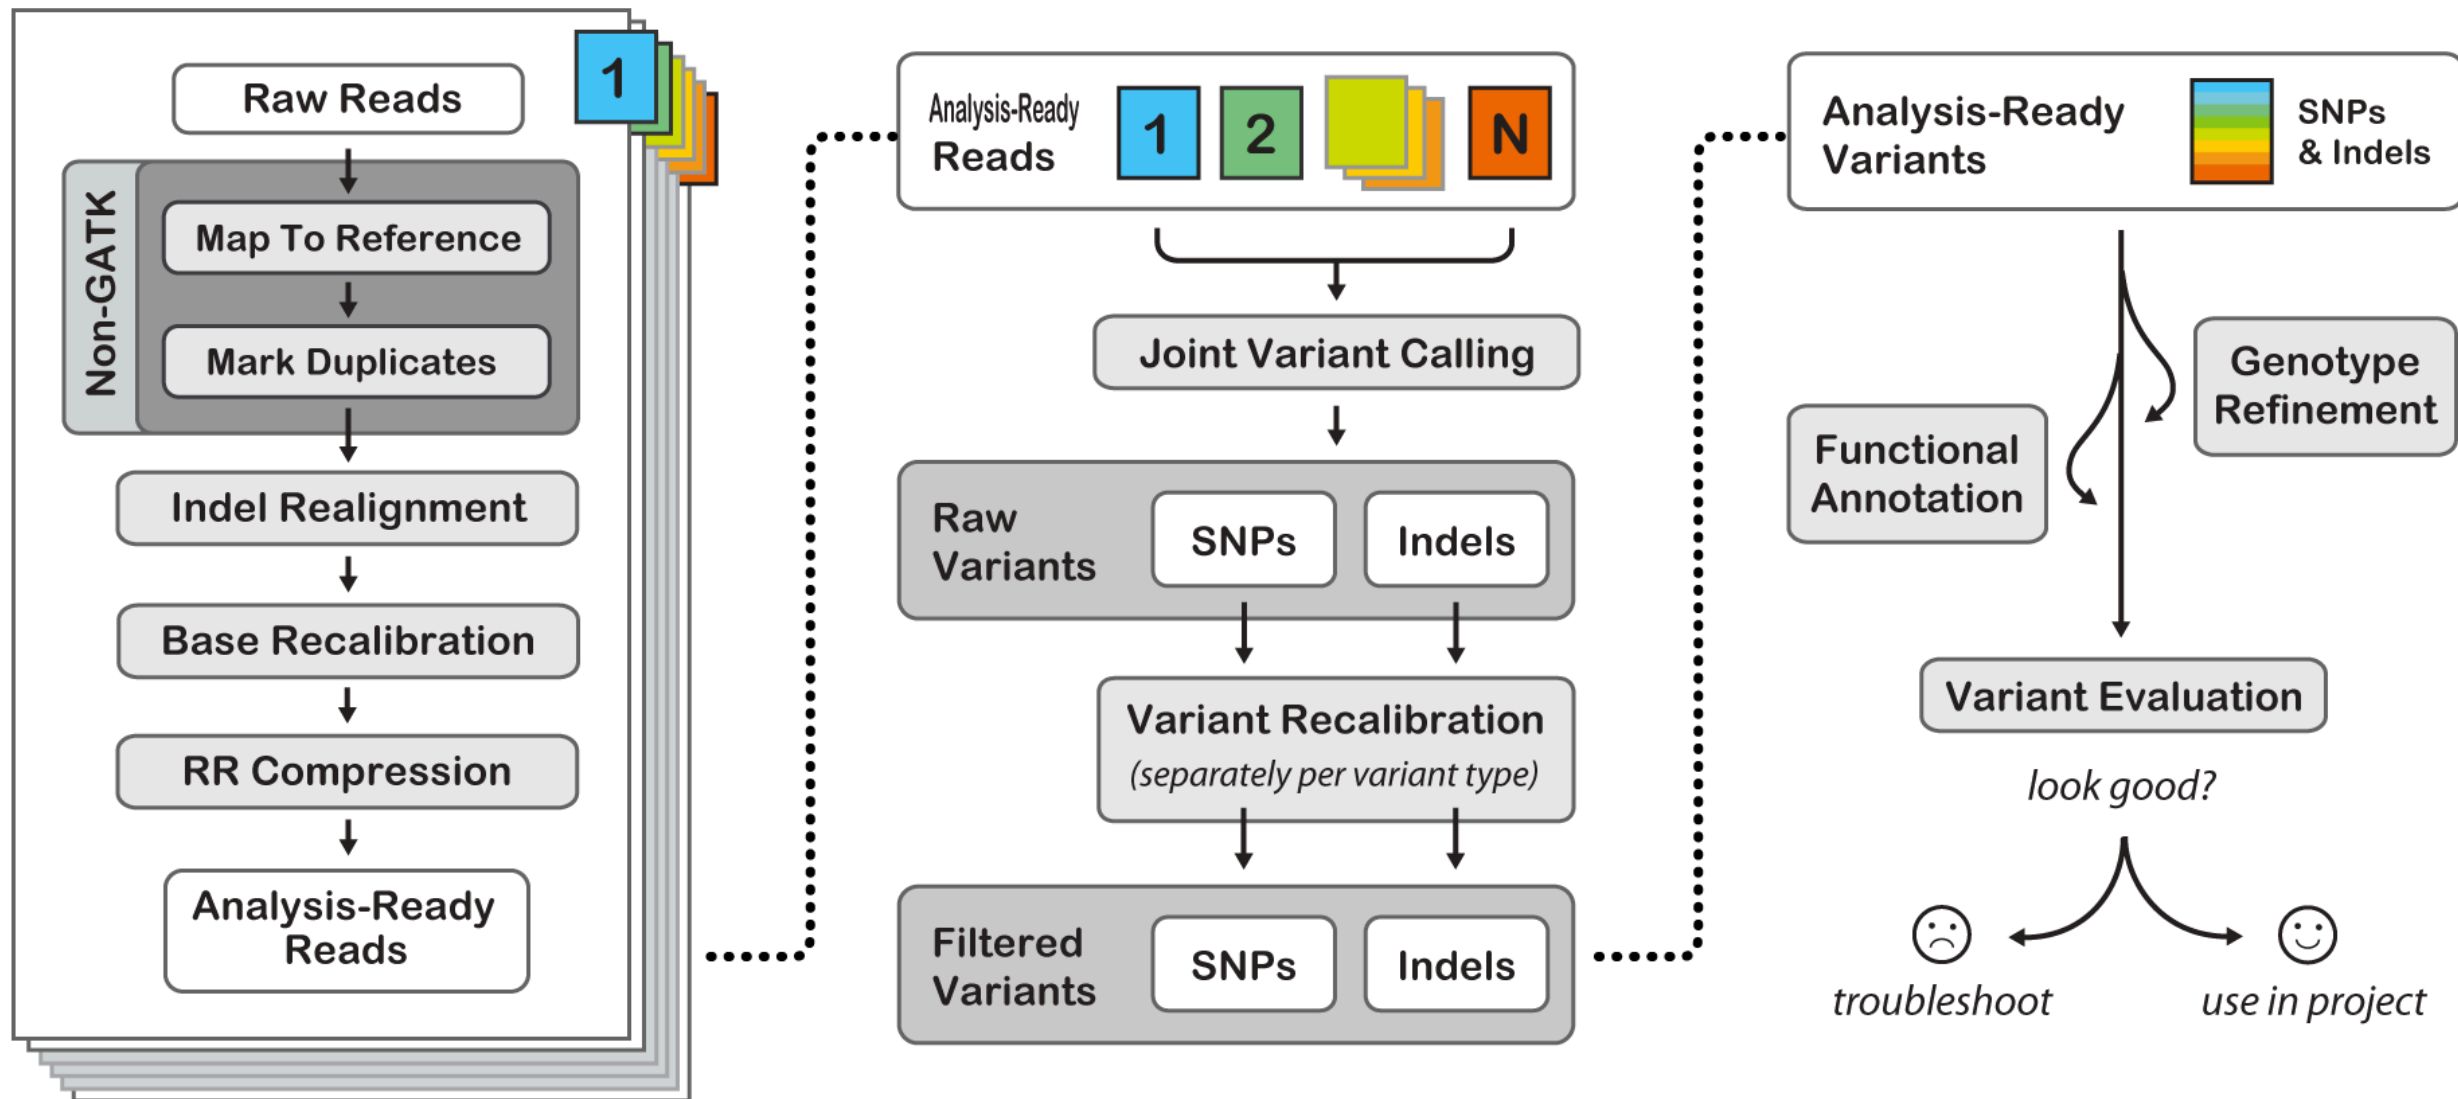 1
Raw Reads
Non-GATK
Map To Reference
Mark Duplicates
Indel Realignment
Base Recalibration
RR Compression
Analysis-Ready
Reads
Analysis-Ready
Reads
1
2
N
Joint Variant Calling
Raw
Variants
SNPs
Indels
Variant Recalibration
(separately per variant type)
Filtered
Variants
SNPs
Indels
Analysis-Ready
Variants
SNPs
& Indels
Genotype
Refinement
Functional
Annotation
Variant Evaluation
look good?
troubleshoot
use in project